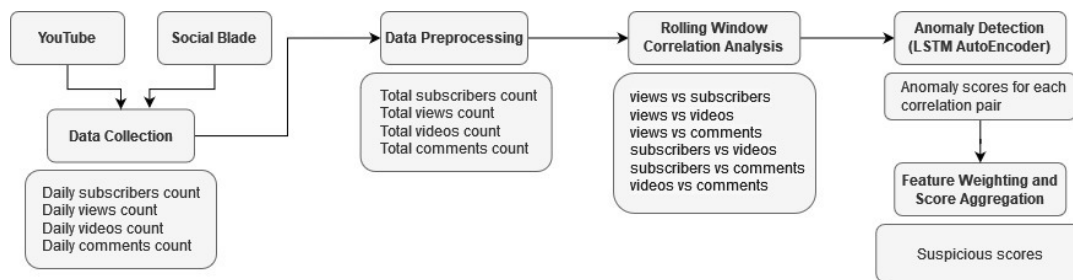 YouTube
Social Blade
Data Collection
Daily subscribers count
Daily views count
Daily videos count
Daily comments count
Data Preprocessing
Total subscribers count
Total views count
Total videos count
Total comments count
Rolling Window
Correlation Analysis
views vs subscribers
views vs videos
views vs comments
subscribers vs videos
subscribers vs comments
videos vs comments
Anomaly Detection
(LSTM AutoEncoder)
Anomaly scores for each
correlation pair
Feature Weighting and
Score Aggregation
Suspicious scores